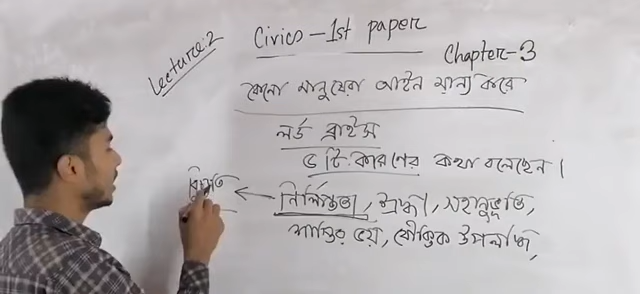 Lecture: 2
Civics - 1st paper
Chapter-3
কেনো মানুষেরা আইন মান্য করে
লর্ড ব্রাইস
৫ টি কারণের কথা বলেছেন।
নির্লিপ্ততা, শ্রদ্ধা, সহানুভূতি,
শাস্তির ভয়, যৌক্তিক উপলব্ধি,